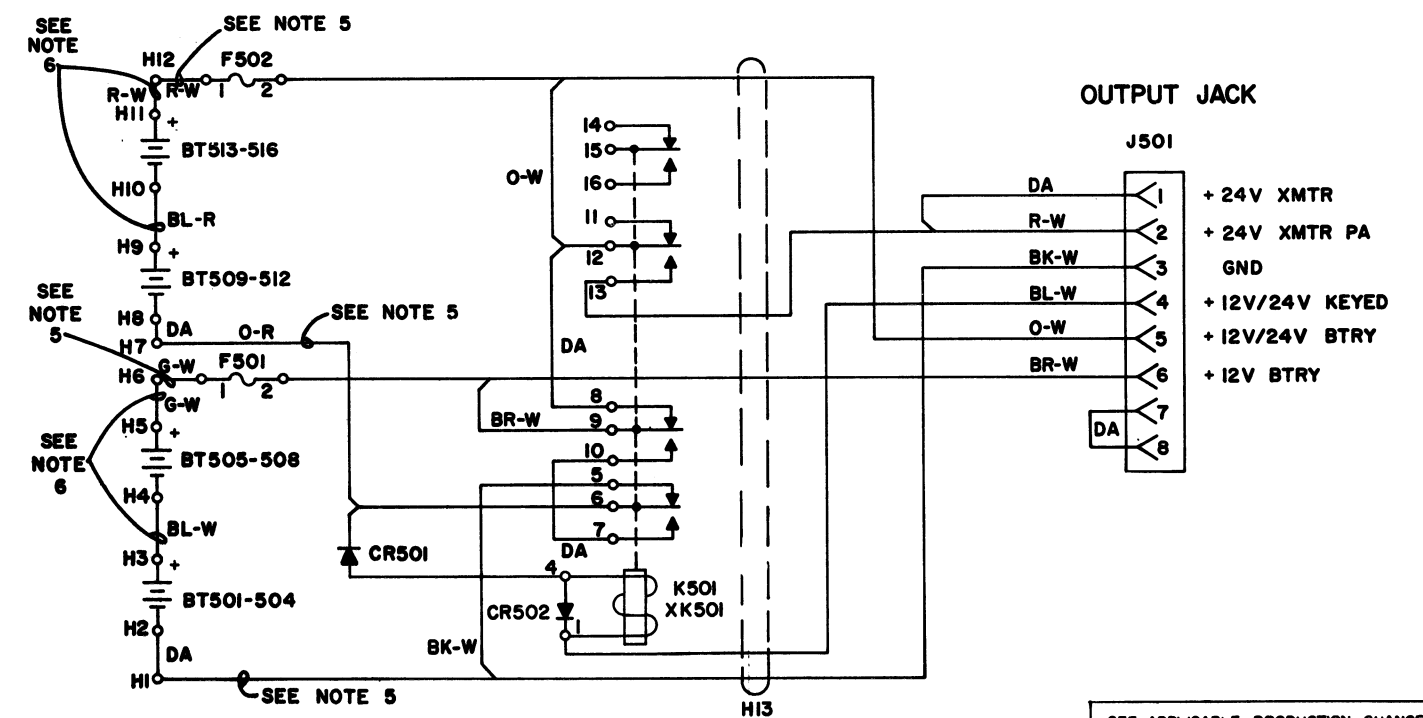 SEE
NOTE
6
SEE NOTE 5
H12
F502
R-W
R-W
1
2
H11
+
BT513-516
H10
BL-R
H9
+
BT509-512
SEE
NOTE
5
H8
DA
H7
O-R
SEE NOTE 5
H6
G-W
F501
1
2
G-W
H5
+
BT505-508
SEE
NOTE
6
H4
BL-W
H3
+
BT501-504
H2
DA
H1
SEE NOTE 5
14
15
16
O-W
11
12
13
DA
8
9
BR-W
10
5
6
7
DA
4
CR501
CR502
1
K501
XK501
BK-W
H13
OUTPUT JACK
J501
DA
1
+ 24V XMTR
R-W
2
+ 24V XMTR PA
BK-W
3
GND
BL-W
4
+ 12V/24V KEYED
O-W
5
+ 12V/24V BTRY
BR-W
6
+ 12V BTRY
7
DA
8